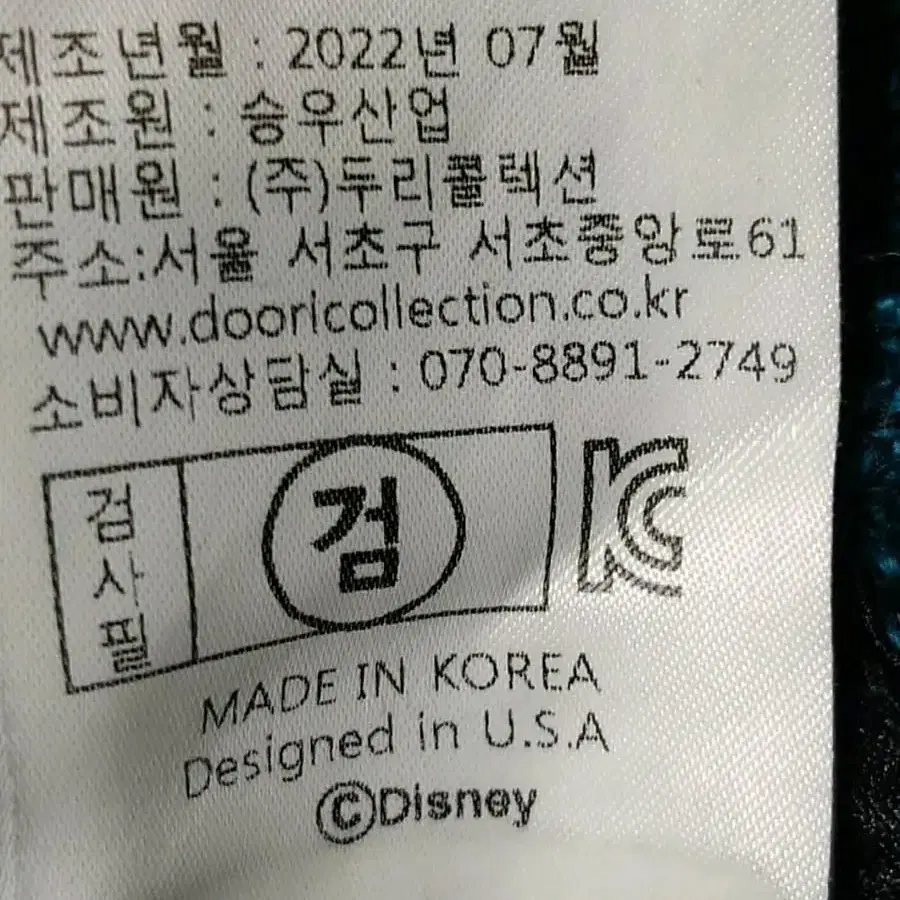 제조년월 : 2022년 07월
제조원 : 승우산업
판매원 : (주)두리콜렉션
주소:서울 서초구 서초중앙로61
www.dooricollection.co.kr
소비자상담실 : 070-8891-2749
검사필
검
KC
MADE IN KOREA
Designed in U.S.A
©Disney